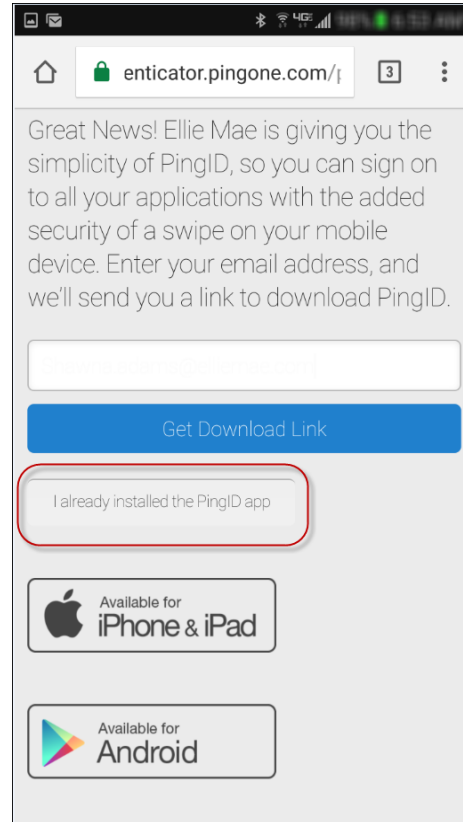 4G
enticator.pingone.com/p
3
Great News! Ellie Mae is giving you the
simplicity of PingID, so you can sign on
to all your applications with the added
security of a swipe on your mobile
device. Enter your email address, and
we'll send you a link to download PingID.
Get Download Link
I already installed the PingID app
Available for
iPhone & iPad
Available for
Android